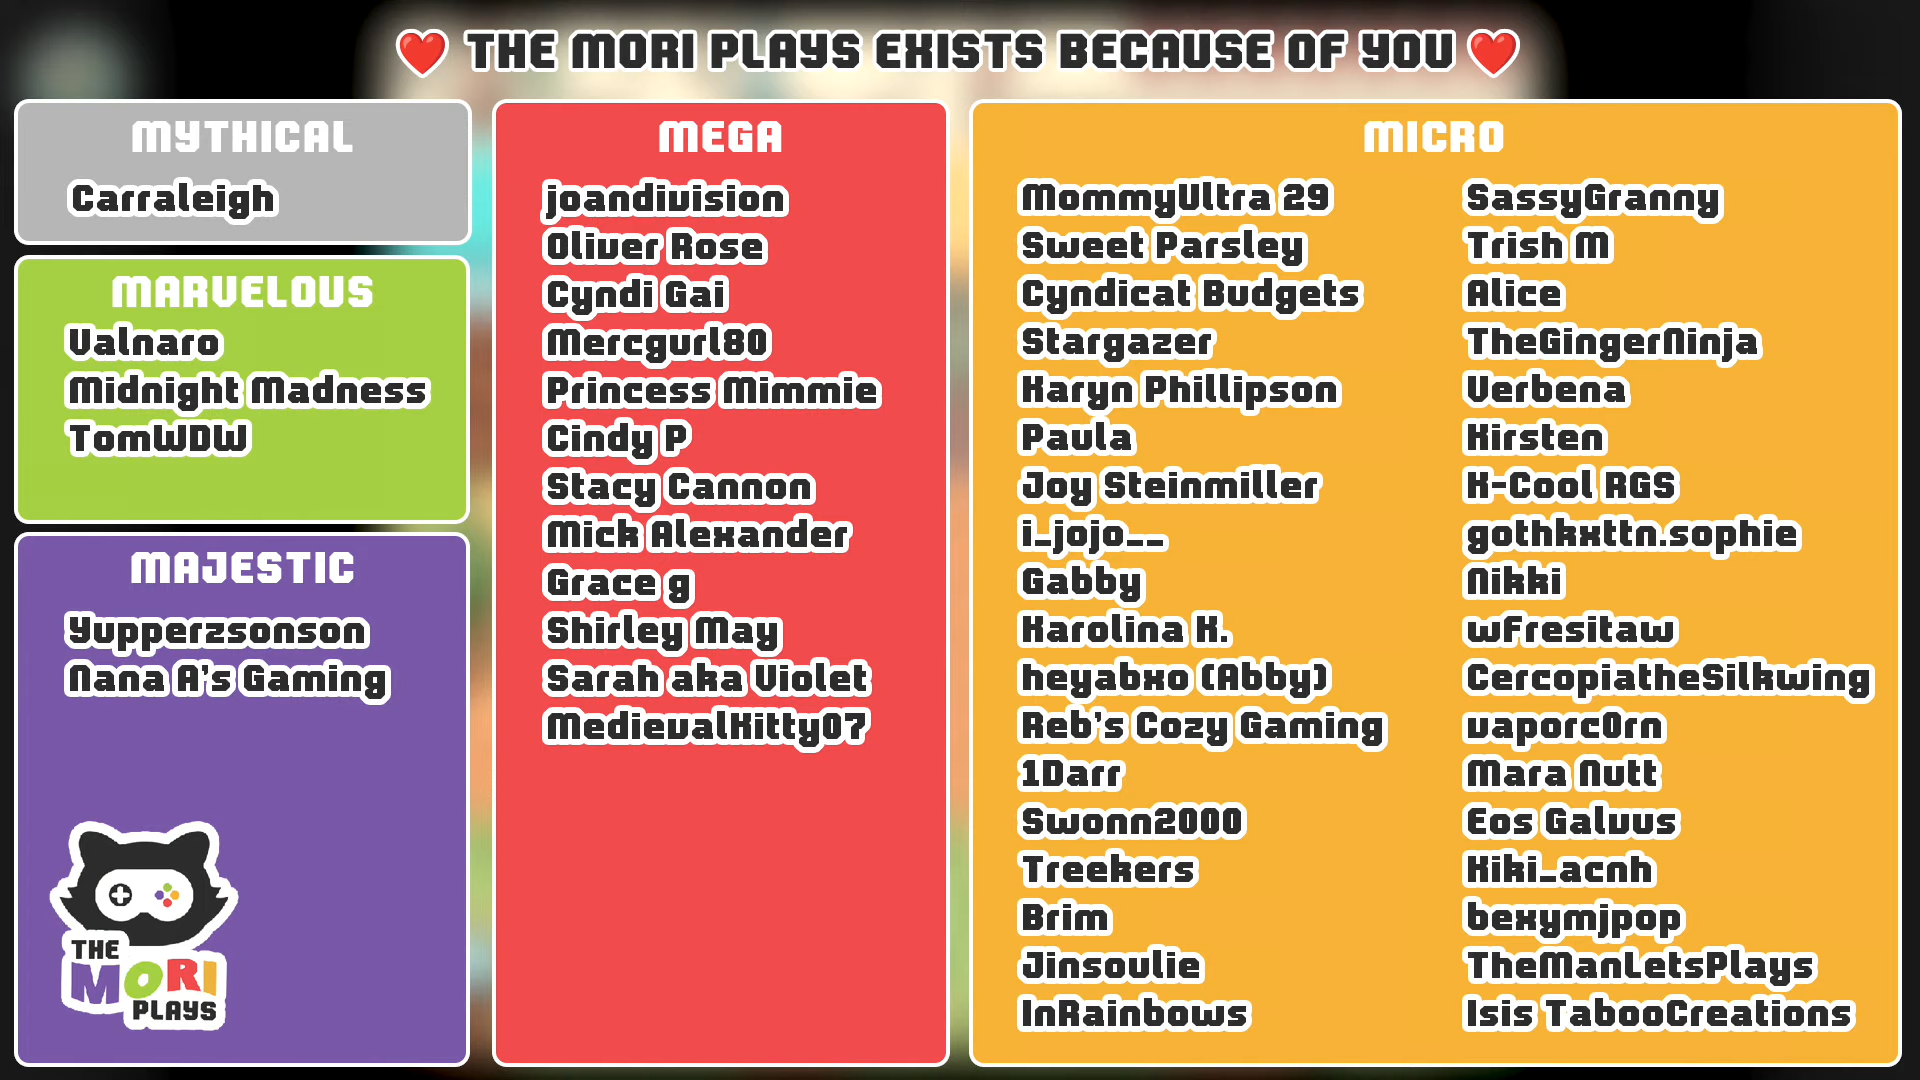 THE MORI PLAYS EXISTS BECAUSE OF YOU
MYTHICAL
Carraleigh
MARVELOUS
Valnaro
Midnight Madness
TomWDW
MAJESTIC
Yupperzsonson
Nana A's Gaming
THE
MORI
PLAYS
MEGA
joandivision
Oliver Rose
Cyndi Gai
Mercgurl80
Princess Mimmie
Cindy P
Stacy Cannon
Mick Alexander
Grace g
Shirley May
Sarah aka Violet
MedievalKitty07
MICRO
MommyUltra 29
Sweet Parsley
Cyndicat Budgets
Stargazer
Karyn Phillipson
Paula
Joy Steinmiller
i_jojo__
Gabby
Karolina K.
heyabxo (Abby)
Reb's Cozy Gaming
1Darr
Swonn2000
Treekers
Brim
Jinsoulie
InRainbows
SassyGranny
Trish M
Alice
TheGingerNinja
Verbena
Kirsten
K-Cool RGS
gothkxttn.sophie
Nikki
wFresitaw
CercopiatheSilkwing
vaporc0rn
Mara Nutt
Eos Galvus
Kiki_acnh
bexymjpop
TheManLetsPlays
Isis TabooCreations